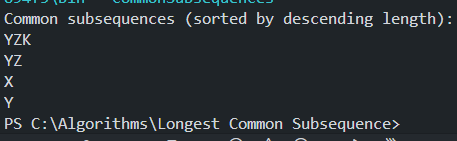 Common subsequences (sorted by descending length):
YZK
YZ
X
Y
PS C:\Algorithms\Longest Common Subsequence>